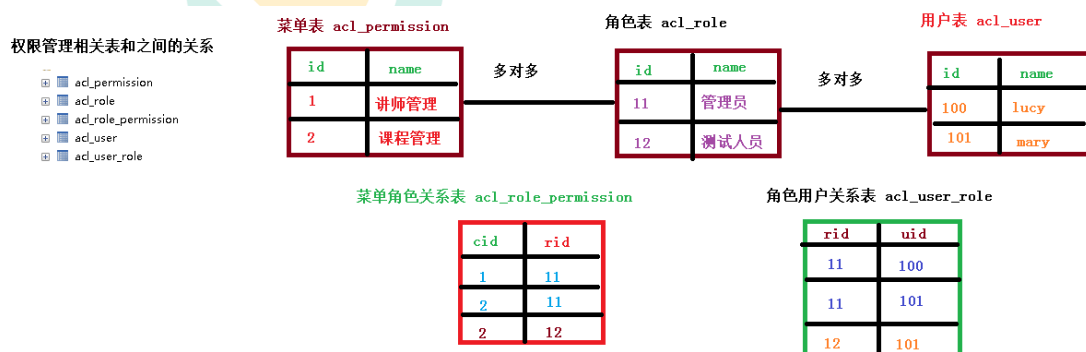 权限管理相关表和之间的关系
acl_permission
acl_role
acl_role_permission
acl_user
acl_user_role
菜单表 acl_permission
id name
1 讲师管理
2 课程管理
多对多
角色表 acl_role
id name
11 管理员
12 测试人员
多对多
用户表 acl_user
id name
100 lucy
101 mary
菜单角色关系表 acl_role_permission
cid rid
1 11
2 11
2 12
角色用户关系表 acl_user_role
rid uid
11 100
11 101
12 101